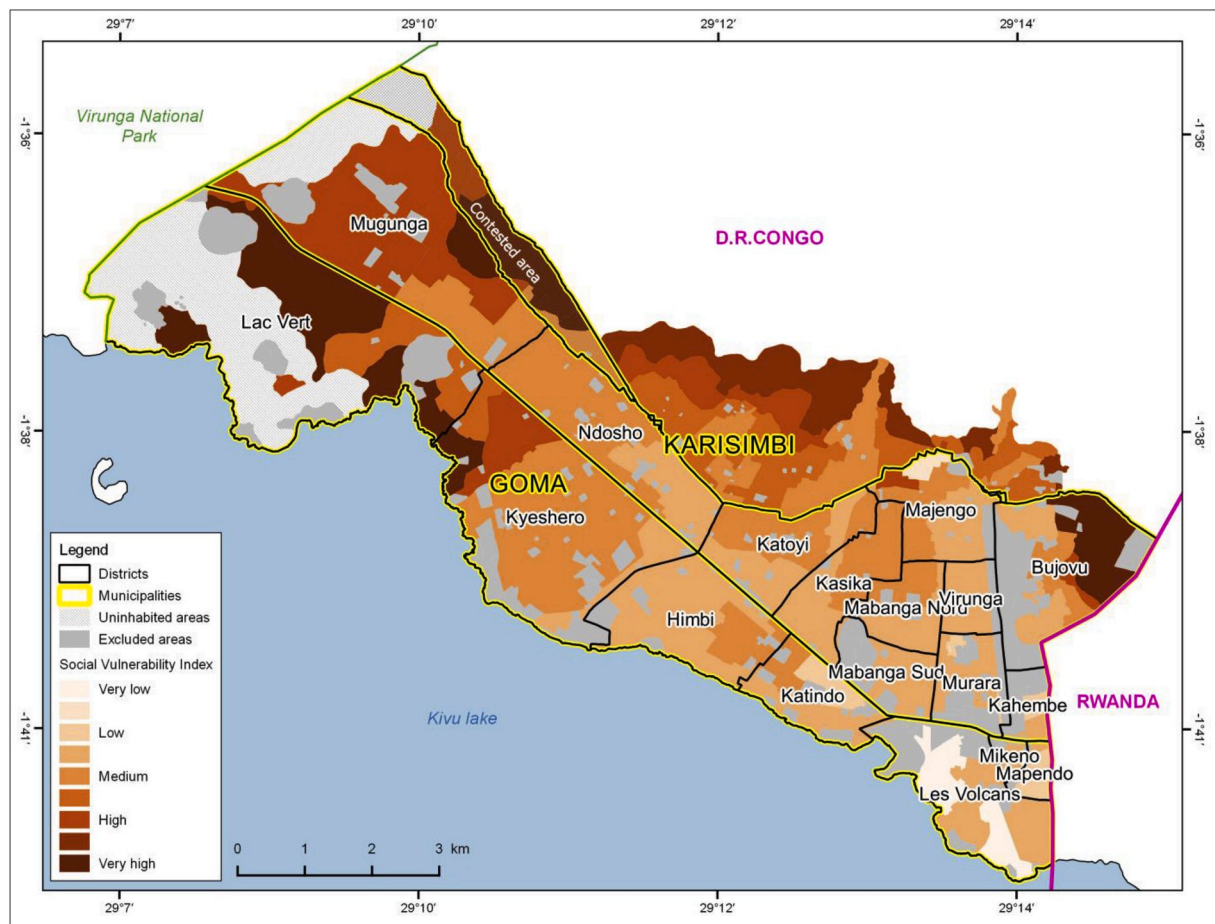 29°7'
29°10'
29°12'
29°14'
Virunga National
Park
-1°36'
-1°36'
Mugunga
Contested area
D.R.CONGO
Lac Vert
Ndosho
KARISIMBI
-1°38'
-1°38'
GOMA
Kyeshero
Majengo
Katoyi
Bujovu
Kasika
Virunga
Mabanga Nord
Himbi
Mabanga Sud
Murara
Katindo
Kahembe
RWANDA
Kivu lake
-1°41'
-1°41'
Mikeno
Mapendo
Les Volcans
Legend
Districts
Municipalities
Uninhabited areas
Excluded areas
Social Vulnerability Index
Very low
Low
Medium
High
Very high
0 1 2 3 km
29°7'
29°10'
29°12'
29°14'